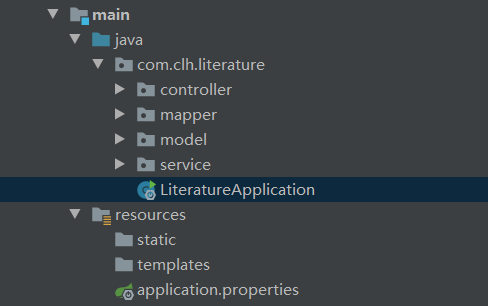 main
java
com.clh.literature
controller
mapper
model
service
LiteratureApplication
resources
static
templates
application.properties